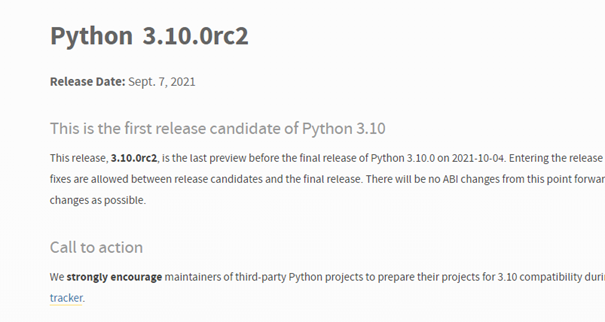 Python 3.10.0rc2
Release Date: Sept. 7, 2021
This is the first release candidate of Python 3.10
This release, 3.10.0rc2, is the last preview before the final release of Python 3.10.0 on 2021-10-04. Entering the release
fixes are allowed between release candidates and the final release. There will be no ABI changes from this point forwar
changes as possible.
Call to action
We strongly encourage maintainers of third-party Python projects to prepare their projects for 3.10 compatibility duri
tracker.